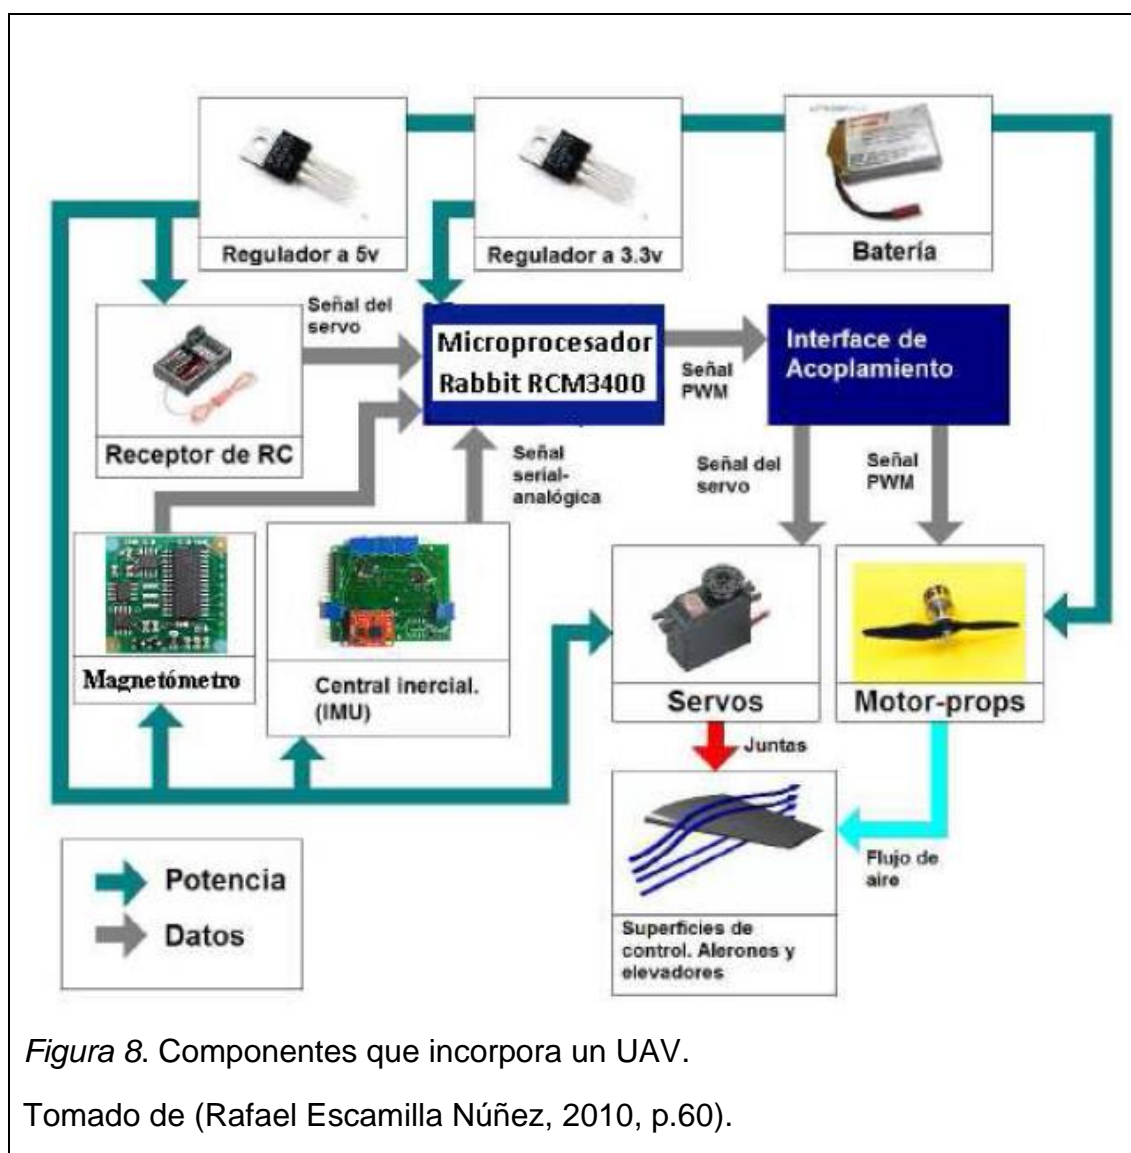 Regulador a 5v
Regulador a 3.3v
Batería
Señal del
servo
Microprocesador
Rabbit RCM3400
Señal
PWM
Interface de
Acoplamiento
Receptor de RC
Señal
serial-
analógica
Señal del
servo
Señal
PWM
Magnetómetro
Central inercial.
(IMU)
Servos
Motor-props
Juntas
Flujo de
aire
Potencia
Datos
Superficies de
control. Alerones y
elevadores
Figura 8. Componentes que incorpora un UAV.
Tomado de (Rafael Escamilla Núñez, 2010, p.60).